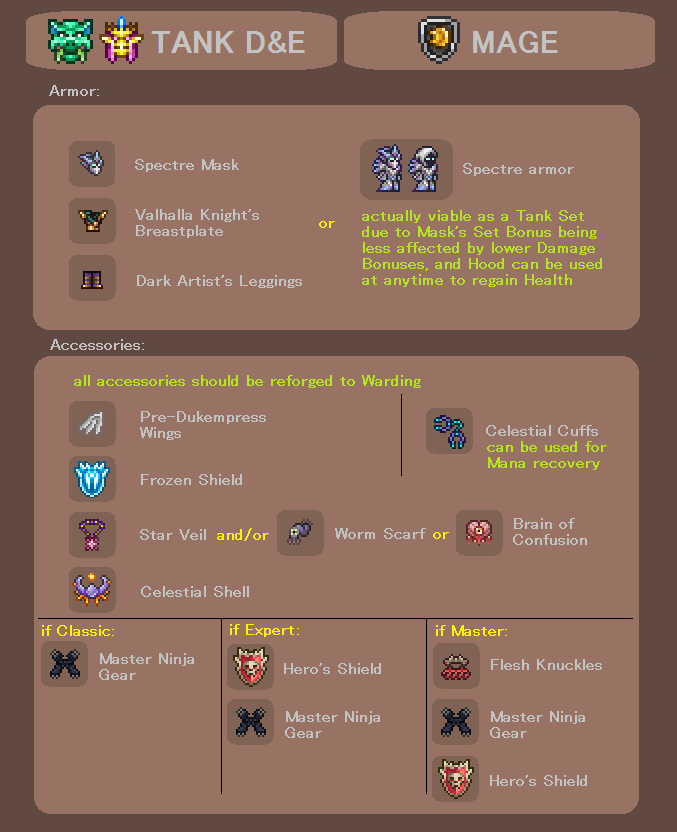 TANK D&E
MAGE
Armor:
Spectre Mask
Valhalla Knight's
Breastplate
Dark Artist's Leggings
or
Spectre armor
actually viable as a Tank Set
due to Mask's Set Bonus being
less affected by lower Damage
Bonuses, and Hood can be used
at anytime to regain Health
Accessories:
all accessories should be reforged to Warding
Pre-Dukempress
Wings
Celestial Cuffs
can be used for
Mana recovery
Frozen Shield
Star Veil and/or Worm Scarf or Brain of
Confusion
Celestial Shell
if Classic:
Master Ninja
Gear
if Expert:
Hero's Shield
Master Ninja
Gear
if Master:
Flesh Knuckles
Master Ninja
Gear
Hero's Shield